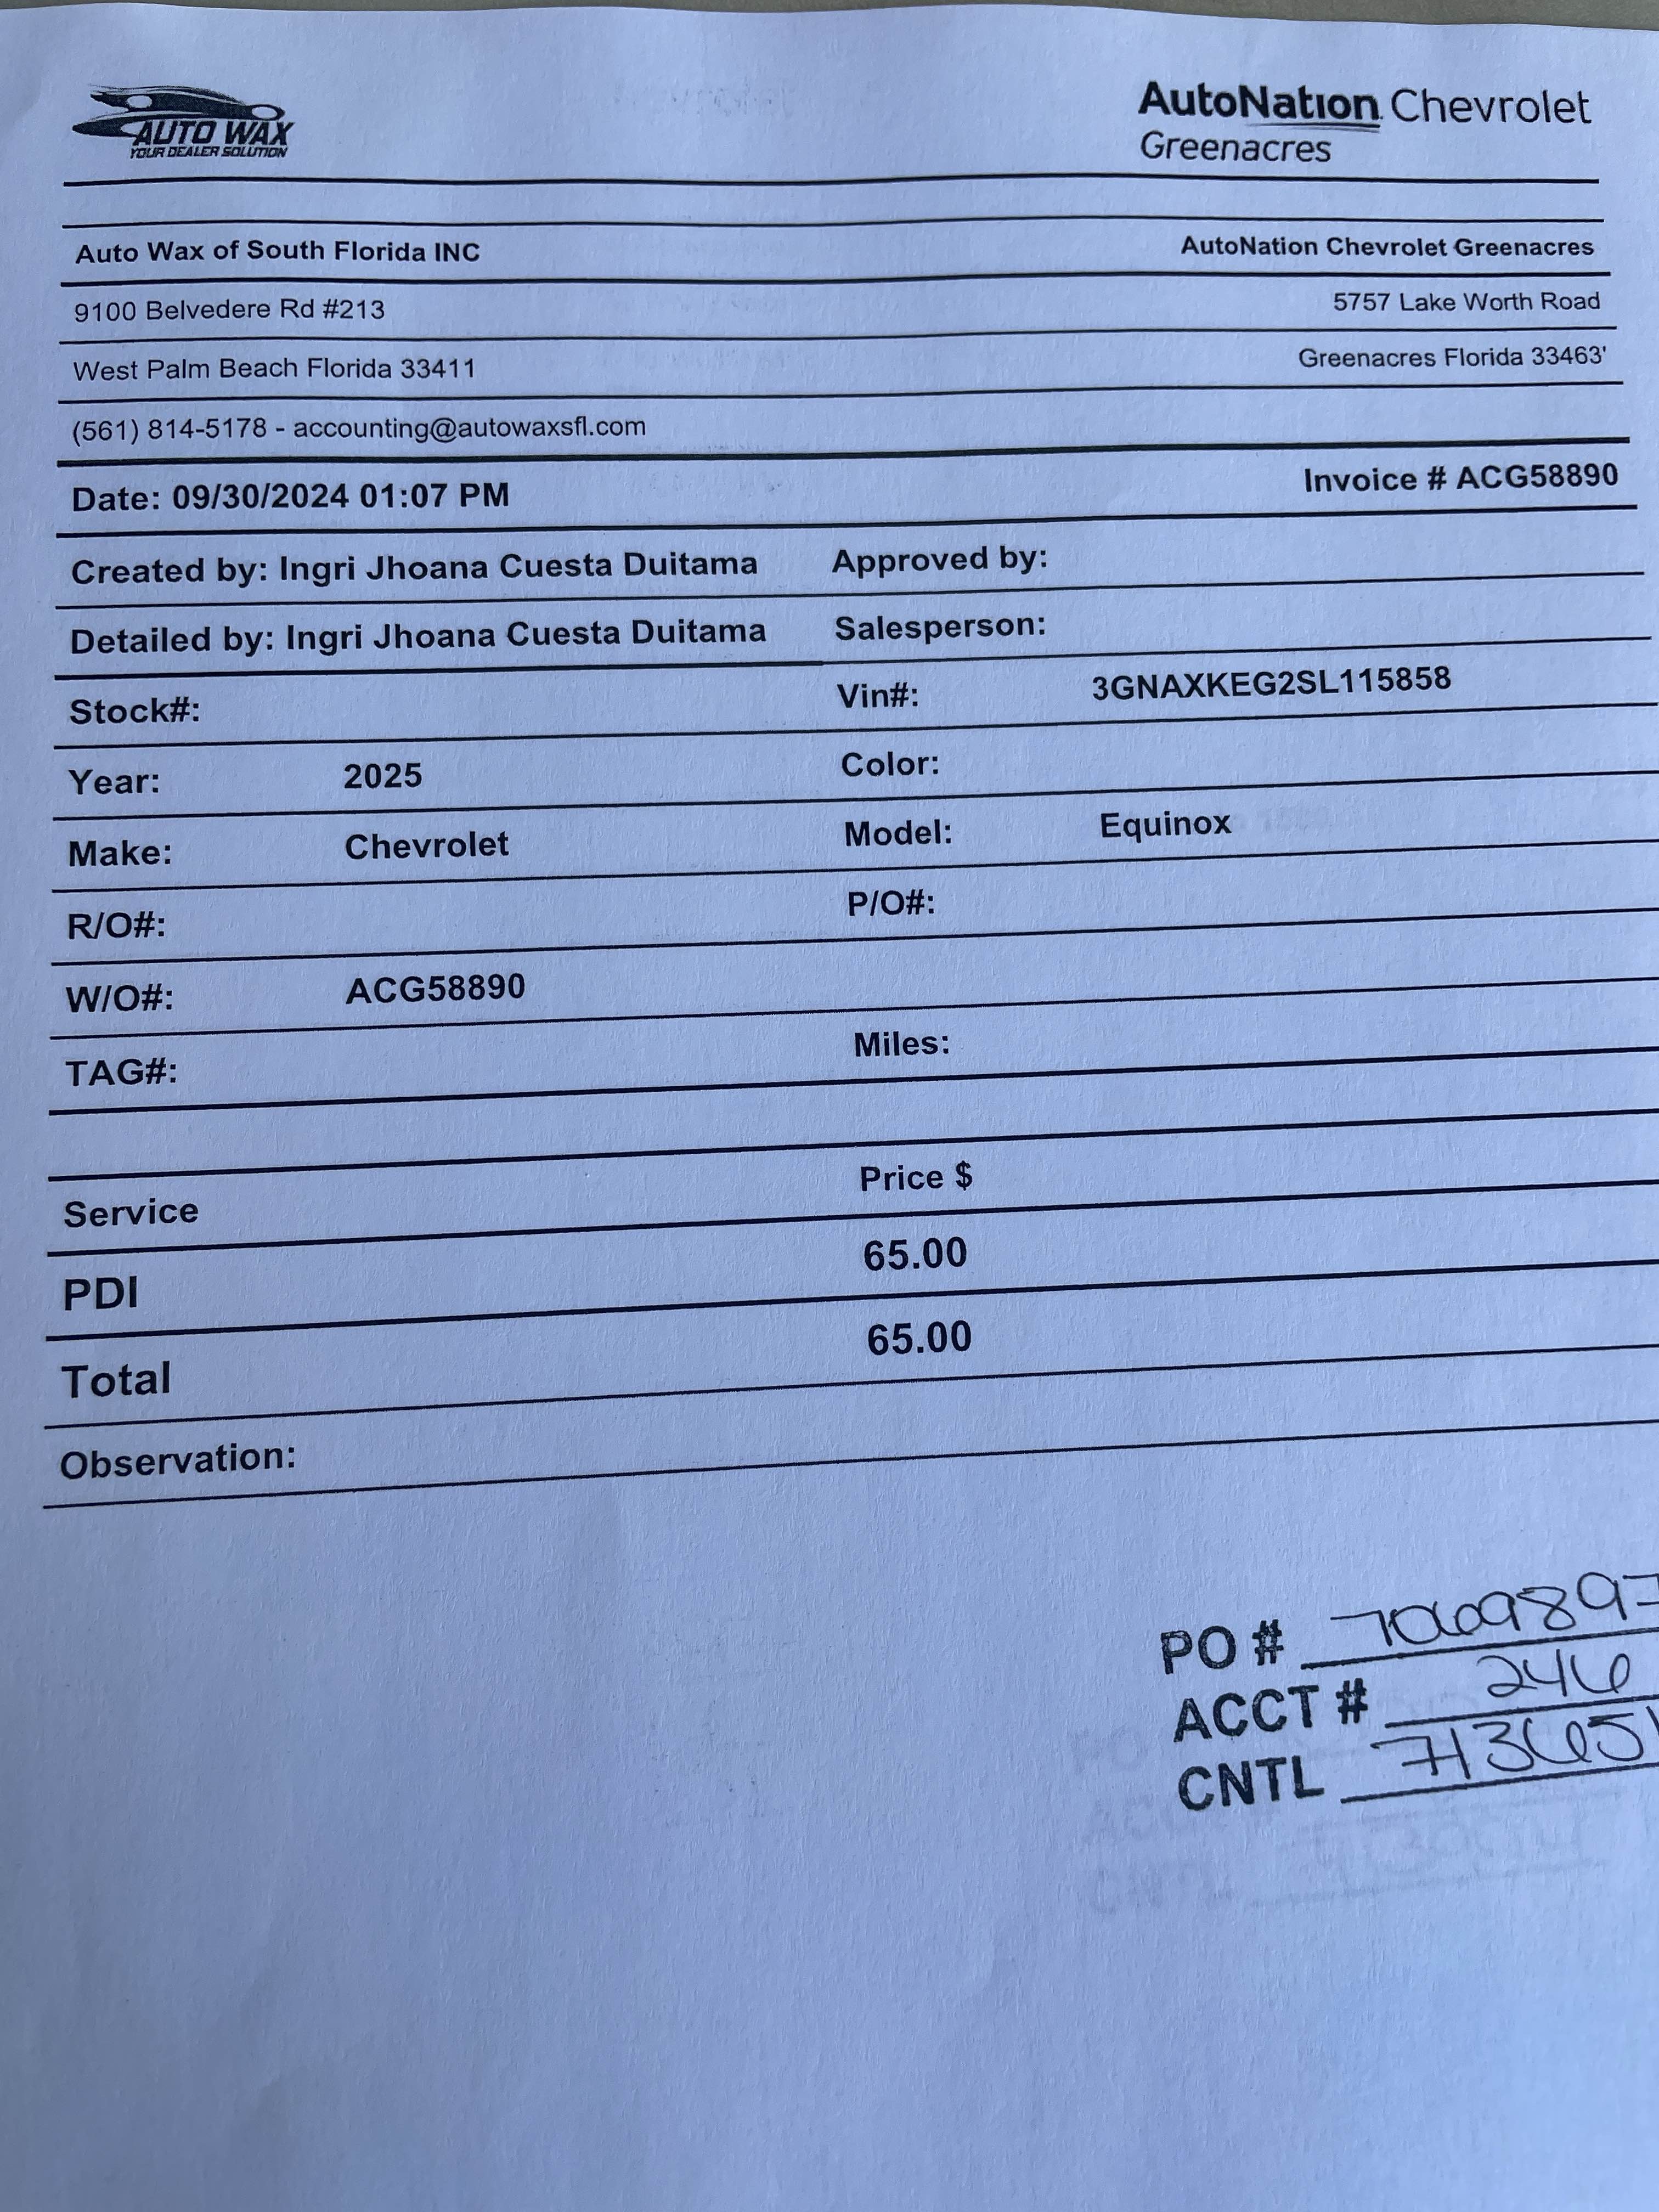 AUTO WAX
YOUR DEALER SOLUTION
AutoNation Chevrolet
Greenacres
Auto Wax of South Florida INC AutoNation Chevrolet Greenacres
9100 Belvedere Rd #213 5757 Lake Worth Road
West Palm Beach Florida 33411 Greenacres Florida 33463'
(561) 814-5178 - accounting@autowaxsfl.com
Date: 09/30/2024 01:07 PM Invoice # ACG58890
Created by: Ingri Jhoana Cuesta Duitama Approved by:
Detailed by: Ingri Jhoana Cuesta Duitama Salesperson:
Stock#: Vin#: 3GNAXKEG2SL115858
Year: 2025 Color:
Make: Chevrolet Model: Equinox
R/O#: P/O#:
W/O#: ACG58890
TAG#: Miles:
Service Price $
PDI 65.00
Total 65.00
Observation:
PO # 7069897
ACCT # 246
CNTL 713651